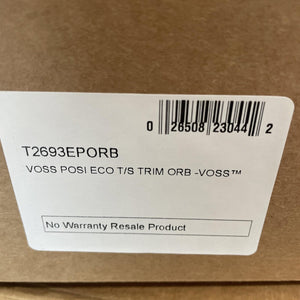 0 26508 23044 2
T2693EPORB
VOSS POSI ECO T/S TRIM ORB -VOSS™
No Warranty Resale Product